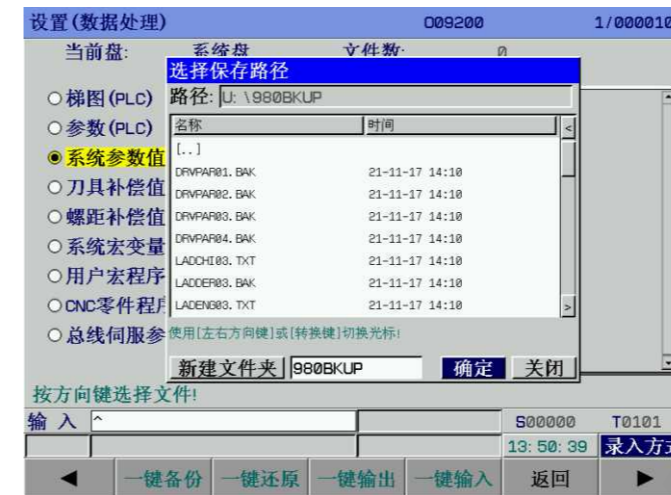 设置(数据处理) O09200 1/000010
当前盘: 系统盘 文件数: 0
选择保存路径
路径: U: \980BKUP
名称 时间 <
[..]
DRVPAR01.BAK 21-11-17 14:10
DRVPAR02.BAK 21-11-17 14:10
DRVPAR03.BAK 21-11-17 14:10
DRVPAR04.BAK 21-11-17 14:10
LADCHI03.TXT 21-11-17 14:10
LADDER03.BAK 21-11-17 14:10
LADENG03.TXT 21-11-17 14:10 >
使用[左右方向键]或[转换键]切换光标!
新建文件夹 980BKUP 确定 关闭
梯图(PLC)
参数(PLC)
系统参数值
刀具补偿值
螺距补偿值
系统宏变量
用户宏程序
CNC零件程序
总线伺服参
按方向键选择文件!
输入 ^ S00000 T0101
13:50:39 录入方式
◀ 一键备份 一键还原 一键输出 一键输入 返回 ▶